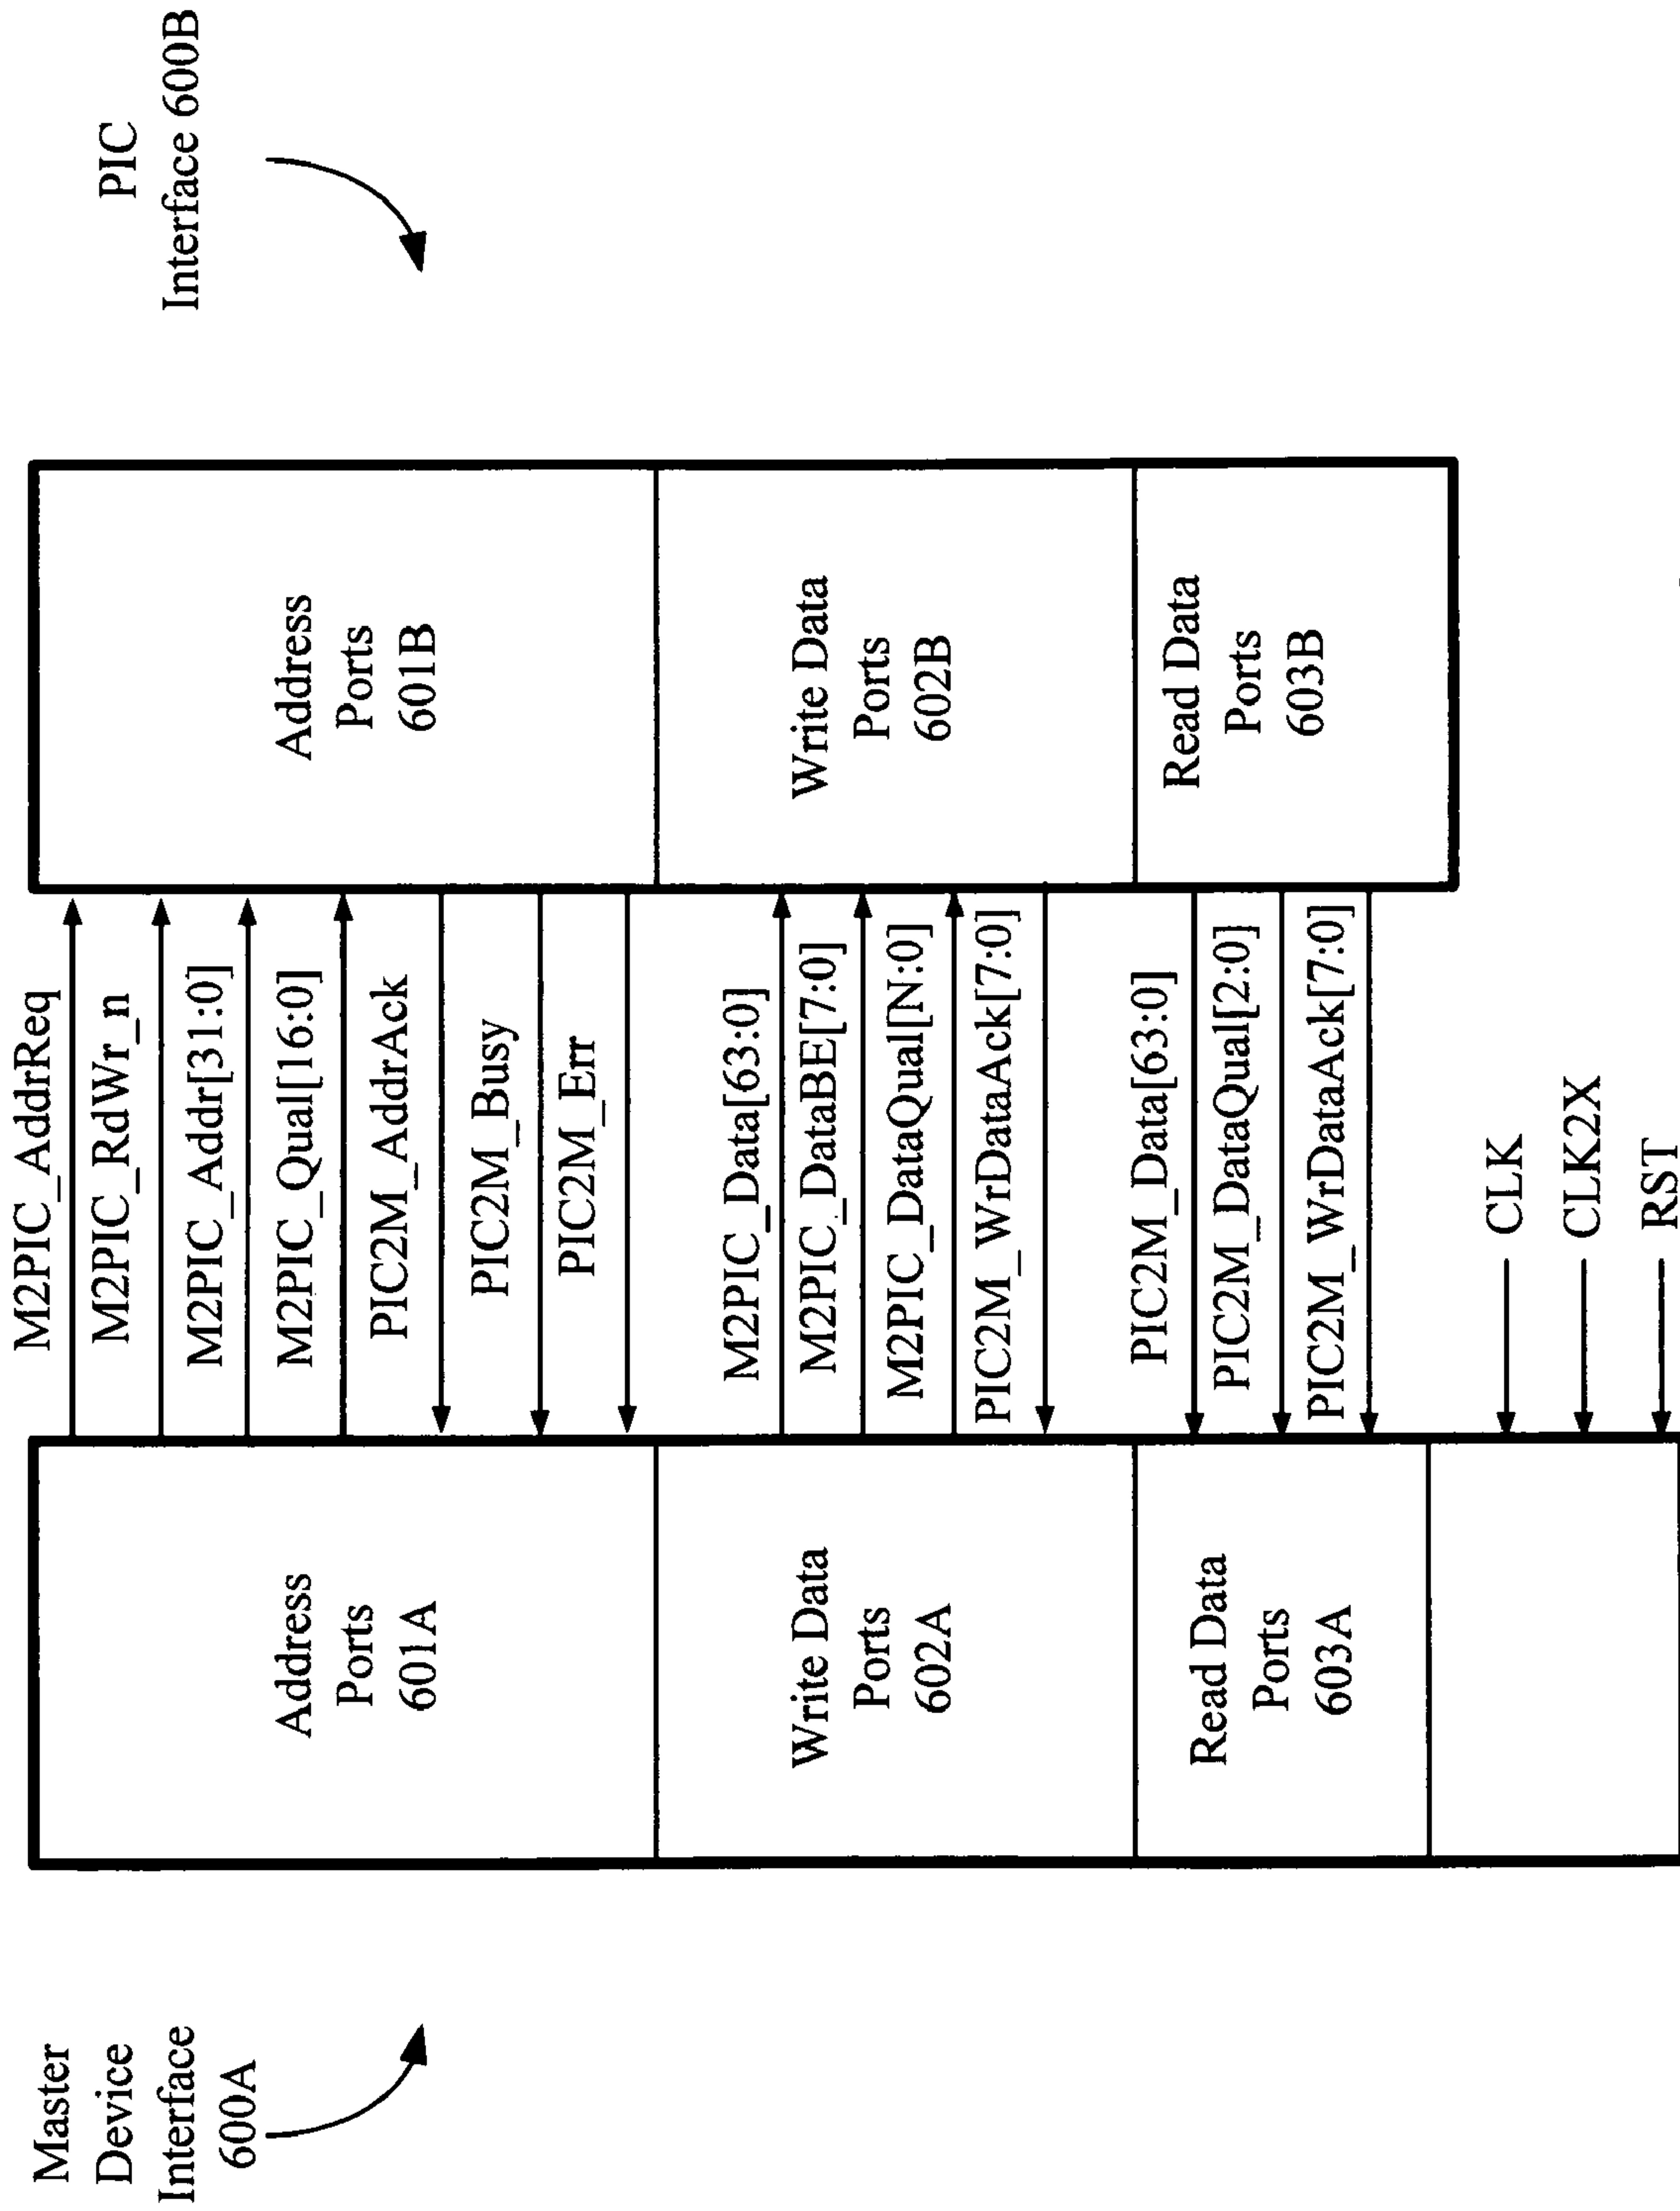 Master
Device
Interface
600A
PIC
Interface 600B
Address
Ports
601A
M2PIC_AddrReq
M2PIC_RdWr_n
M2PIC_Addr[31:0]
M2PIC_Qual[16:0]
PIC2M_AddrAck
PIC2M_Busy
PIC2M_Err
Address
Ports
601B
Write Data
Ports
602A
M2PIC_Data[63:0]
M2PIC_DataBE[7:0]
M2PIC_DataQual[N:0]
PIC2M_WrDataAck[7:0]
Write Data
Ports
602B
Read Data
Ports
603A
PIC2M_Data[63:0]
PIC2M_DataQual[2:0]
PIC2M_WrDataAck[7:0]
Read Data
Ports
603B
CLK
CLK2X
RST